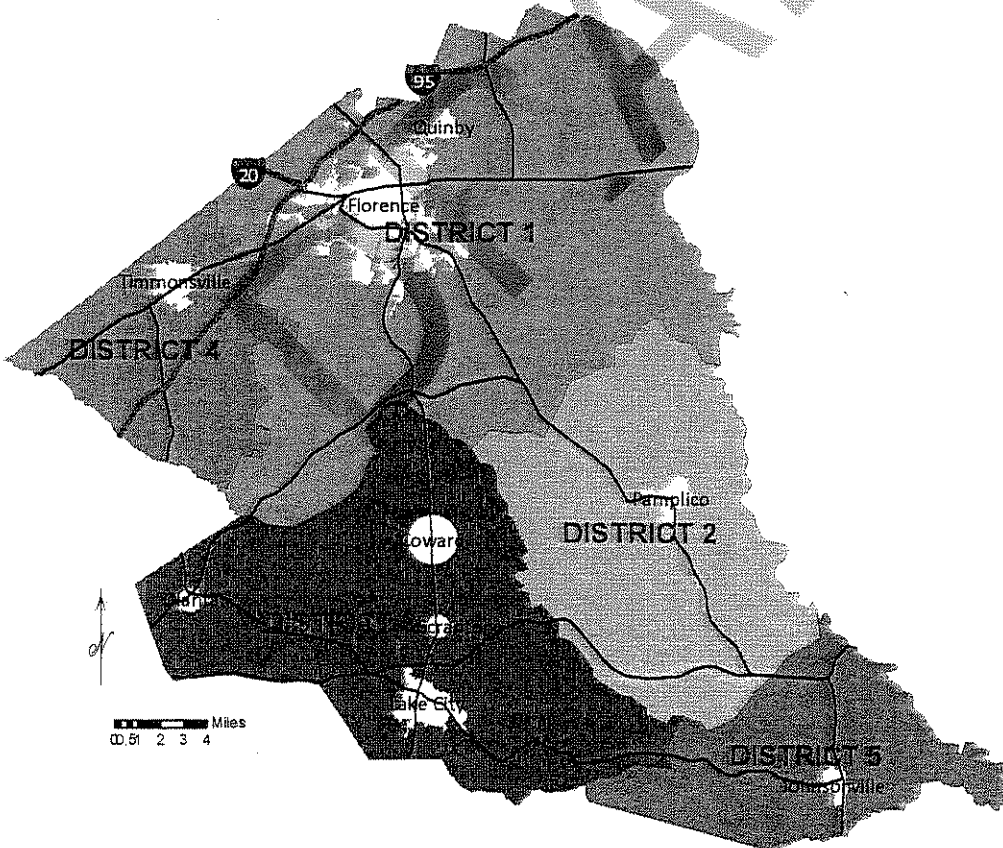 95
Quinby
20
Florence
DISTRICT 1
Timmonsville
DISTRICT 4
Pamplico
DISTRICT 2
Coward
N
Lake City
Miles
0 0.5 1 2 3 4
DISTRICT 5
Johnsonville